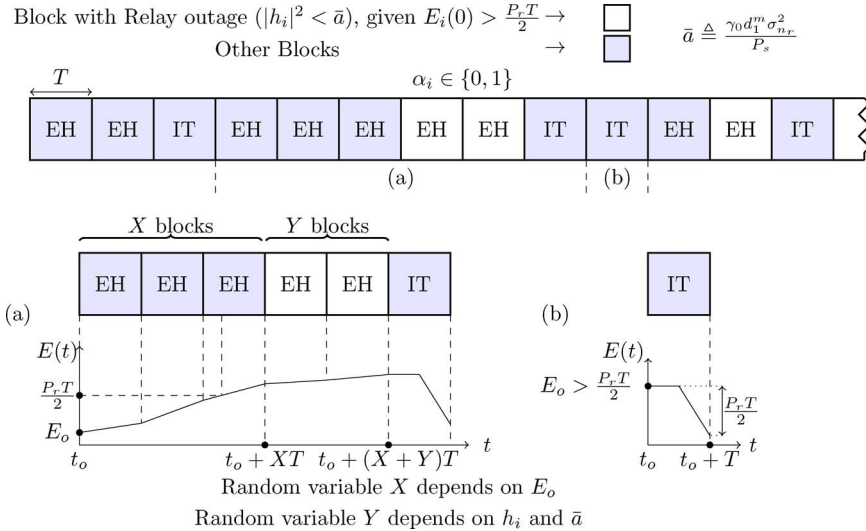 Block with Relay outage (|h_i|^2 < ā), given E_i(0) > P_rT/2 →
ā ≜ γ_0 d_1^m σ_{n_r}^2 / P_s
Other Blocks →
T
α_i ∈ {0, 1}
EH EH IT EH EH EH EH EH IT IT EH EH IT
(a) (b)
X blocks Y blocks
EH EH EH EH EH IT IT
(a) (b)
E(t) E(t)
P_rT/2 E_o > P_rT/2 P_rT/2
E_o
t t
t_o t_o + XT t_o + (X + Y)T t_o t_o + T
Random variable X depends on E_o
Random variable Y depends on h_i and ā